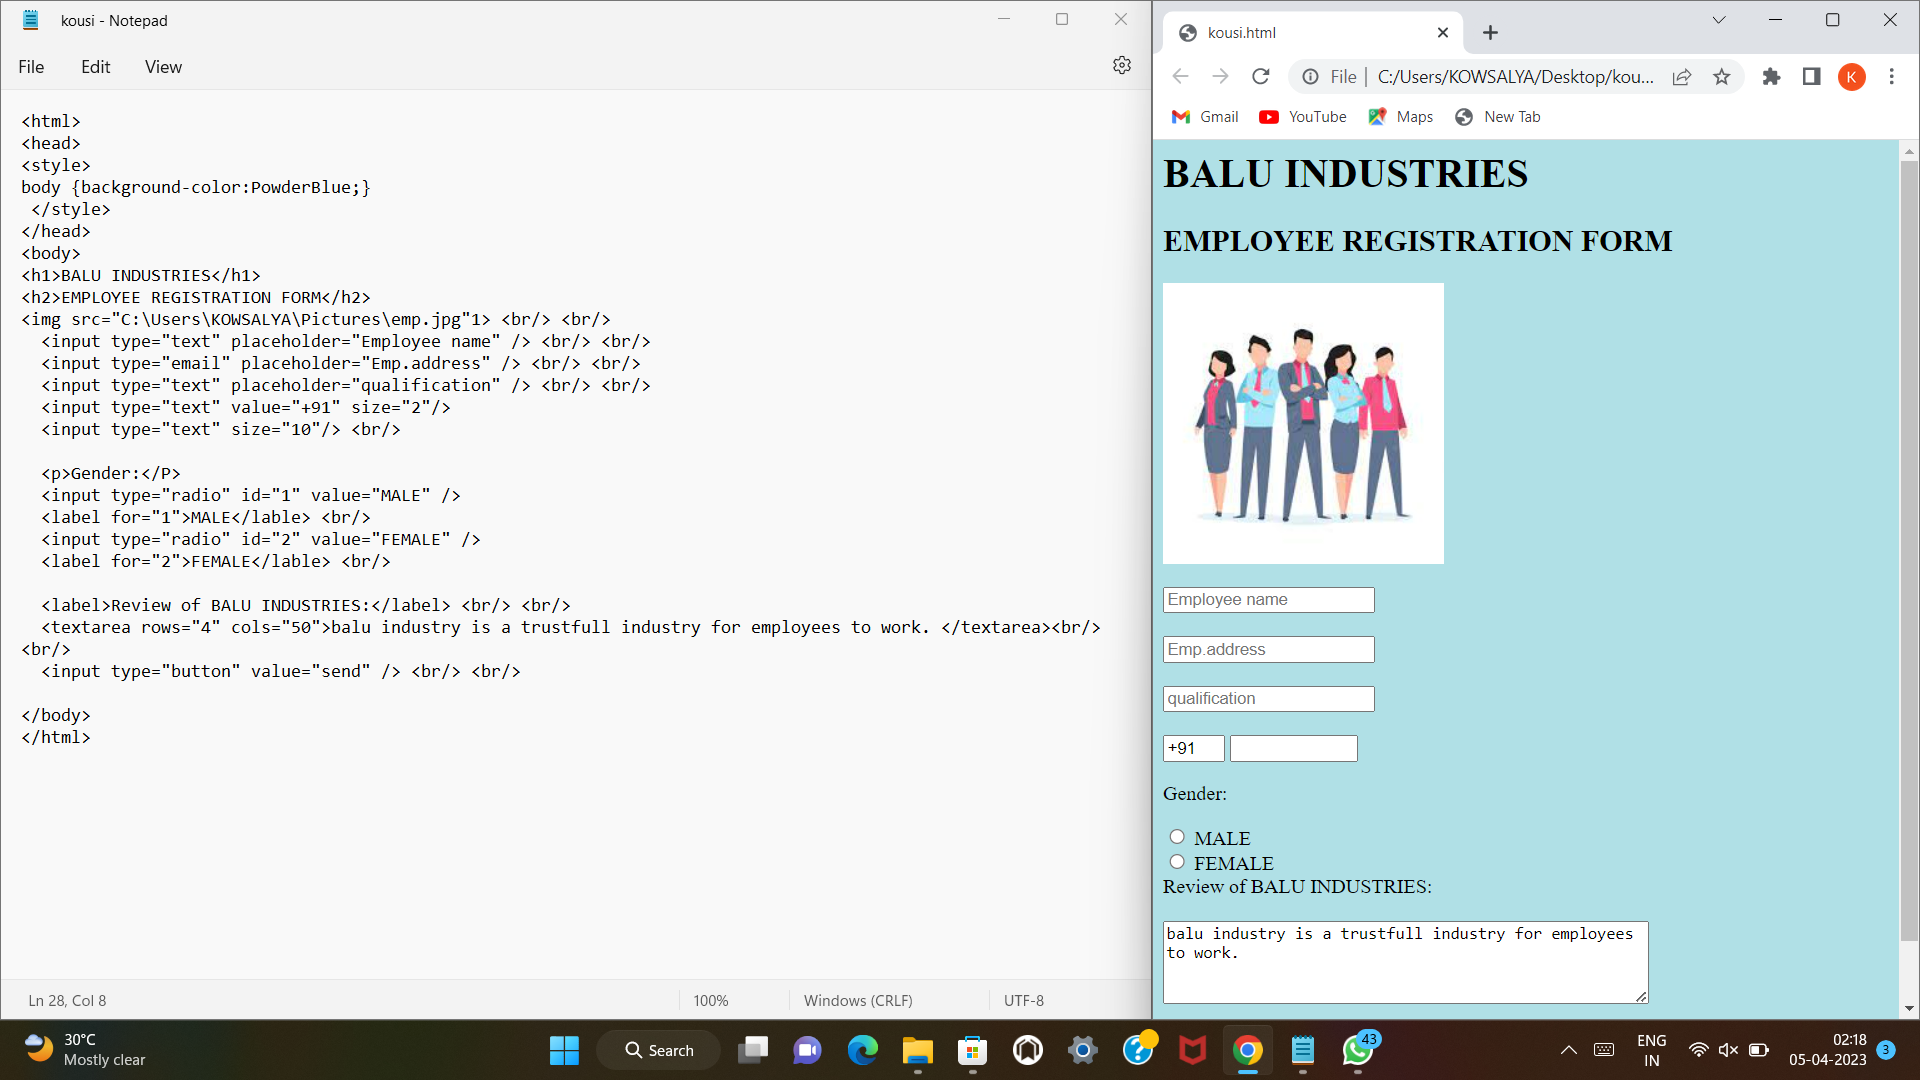 kousi - Notepad
File Edit View
<html>
<head>
<style>
body {background-color:PowderBlue;}
</style>
</head>
<body>
<h1>BALU INDUSTRIES</h1>
<h2>EMPLOYEE REGISTRATION FORM</h2>
<img src="C:\Users\KOWSALYA\Pictures\emp.jpg"1> <br/> <br/>
<input type="text" placeholder="Employee name" /> <br/> <br/>
<input type="email" placeholder="Emp.address" /> <br/> <br/>
<input type="text" placeholder="qualification" /> <br/> <br/>
<input type="text" value="+91" size="2"/>
<input type="text" size="10"/> <br/>
<p>Gender:</P>
<input type="radio" id="1" value="MALE" />
<label for="1">MALE</lable> <br/>
<input type="radio" id="2" value="FEMALE" />
<label for="2">FEMALE</lable> <br/>
<label>Review of BALU INDUSTRIES:</label> <br/> <br/>
<textarea rows="4" cols="50">balu industry is a trustfull industry for employees to work. </textarea><br/>
<br/>
<input type="button" value="send" /> <br/> <br/>
</body>
</html>
Ln 28, Col 8 100% Windows (CRLF) UTF-8
kousi.html
File C:/Users/KOWSALYA/Desktop/kou... K
Gmail YouTube Maps New Tab
BALU INDUSTRIES
EMPLOYEE REGISTRATION FORM
Employee name
Emp.address
qualification
+91
Gender:
MALE
FEMALE
Review of BALU INDUSTRIES:
balu industry is a trustfull industry for employees
to work.
30°C
Mostly clear
Search
43
ENG
IN
02:18
05-04-2023
3